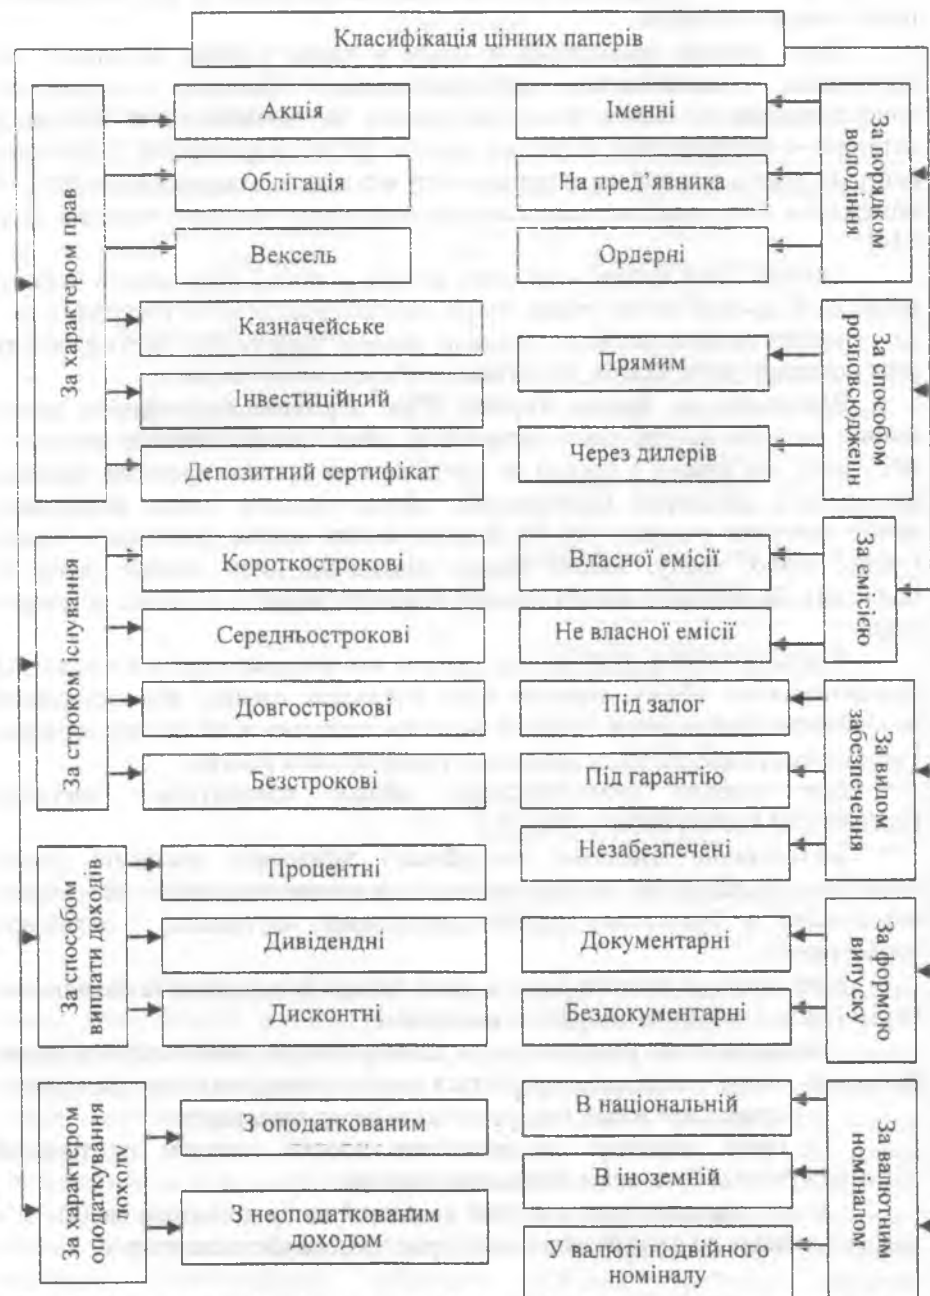 Класифікація цінних паперів
За характером прав
Акція
Облігація
Вексель
Казначейське
Інвестиційний
Депозитний сертифікат
За строком існування
Короткострокові
Середньострокові
Довгострокові
Безстрокові
За способом
виплати доходів
Процентні
Дивідендні
Дисконтні
За характером
оподаткування
доходу
З оподаткованим
З неоподаткованим
доходом
За порядком
володіння
Іменні
На пред’явника
Ордерні
За способом
розповсюдженн
Прямим
Через дилерів
За емісією
Власної емісії
Не власної емісії
За видом
забезпечення
Під залог
Під гарантію
Незабезпечені
За формою
випуску
Документарні
Бездокументарні
За валютним
номіналом
В національній
В іноземній
У валюті подвійного
номіналу